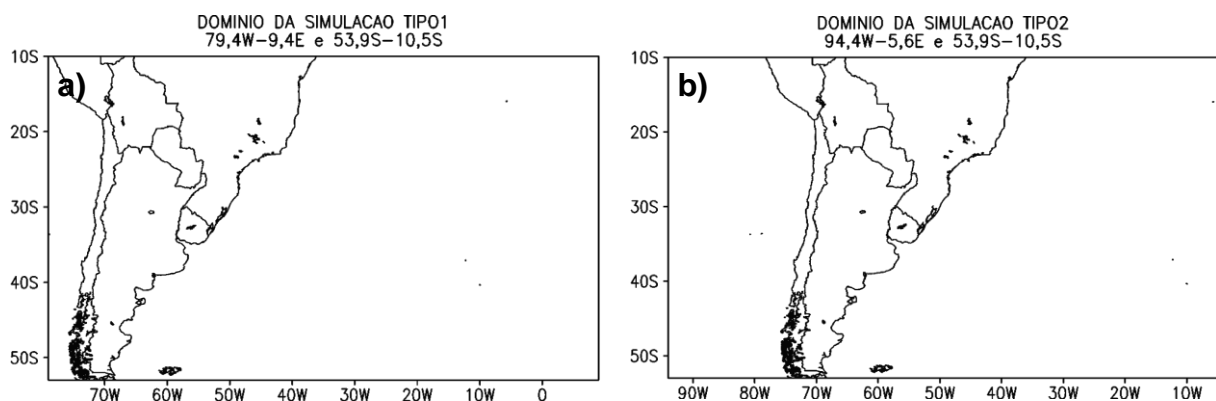 DOMINIO DA SIMULACAO TIPO1
79,4W-9,4E e 53,9S-10,5S
a)
10S
20S
30S
40S
50S
70W 60W 50W 40W 30W 20W 10W 0
DOMINIO DA SIMULACAO TIPO2
94,4W-5,6E e 53,9S-10,5S
b)
10S
20S
30S
40S
50S
90W 80W 70W 60W 50W 40W 30W 20W 10W